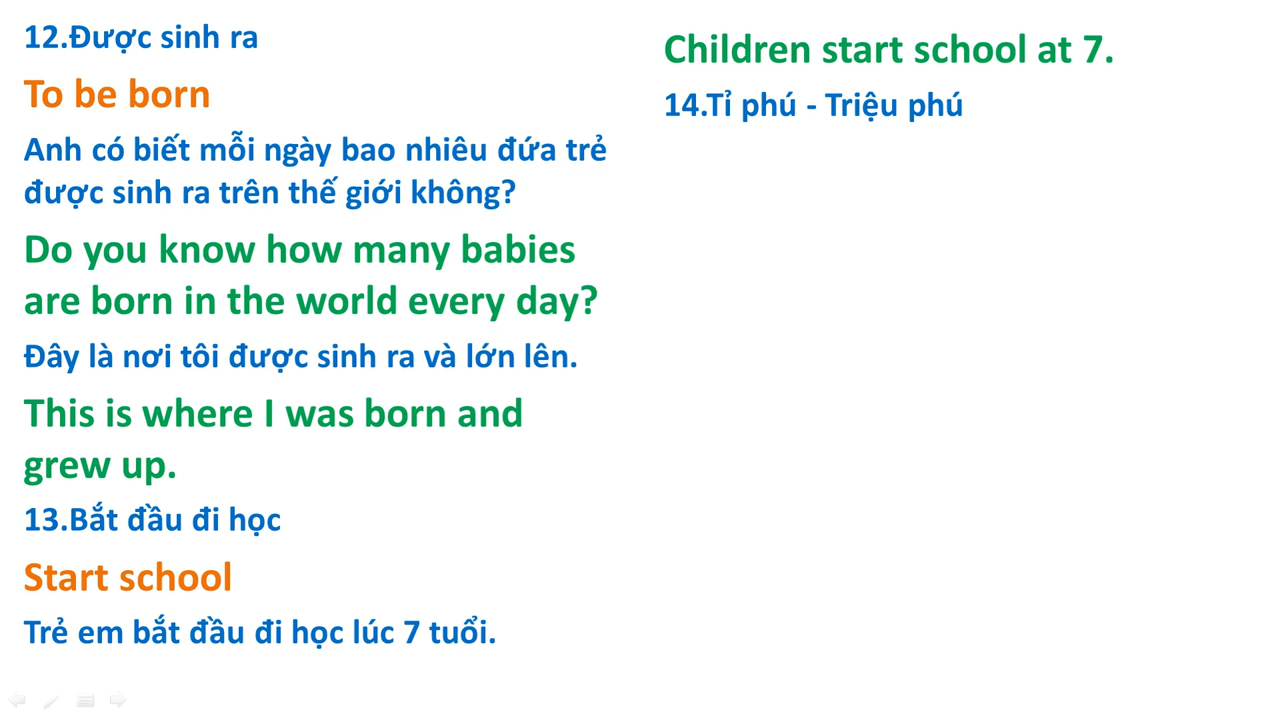 12.Được sinh ra
To be born
Anh có biết mỗi ngày bao nhiêu đứa trẻ
được sinh ra trên thế giới không?
Do you know how many babies
are born in the world every day?
Đây là nơi tôi được sinh ra và lớn lên.
This is where I was born and
grew up.
13.Bắt đầu đi học
Start school
Trẻ em bắt đầu đi học lúc 7 tuổi.
Children start school at 7.
14.Tỉ phú - Triệu phú